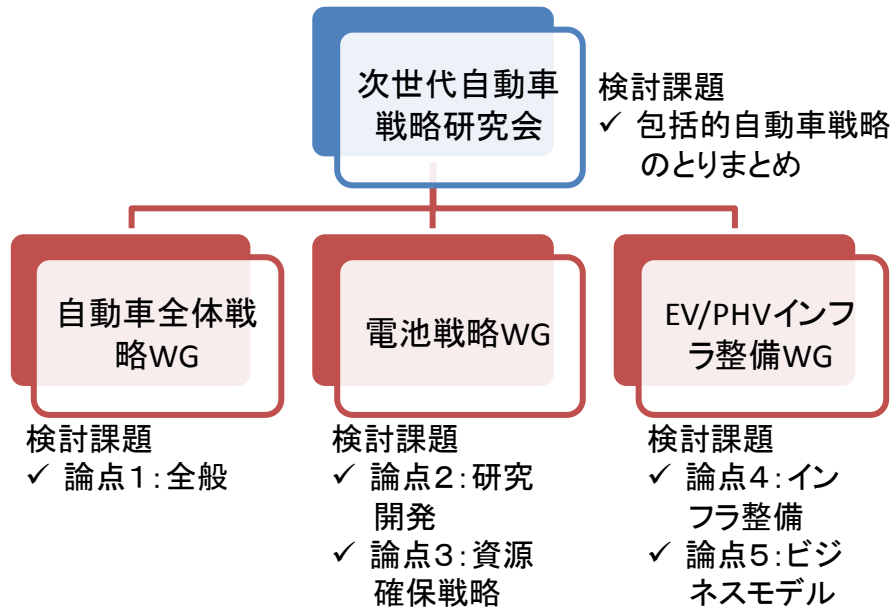 次世代自動車
戦略研究会
検討課題
✓ 包括的自動車戦略
のとりまとめ
自動車全体戦
略WG
検討課題
✓ 論点1：全般
電池戦略WG
検討課題
✓ 論点2：研究
開発
✓ 論点3：資源
確保戦略
EV/PHVインフ
ラ整備WG
検討課題
✓ 論点4：イン
フラ整備
✓ 論点5：ビジ
ネスモデル